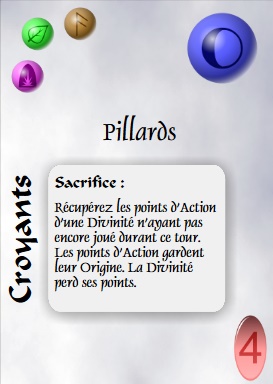 Pillards
Croyants
Sacrifice :
Récupérez les points d'Action
d'une Divinité n'ayant pas
encore joué durant ce tour.
Les points d'Action gardent
leur Origine. La Divinité
perd ses points.
4